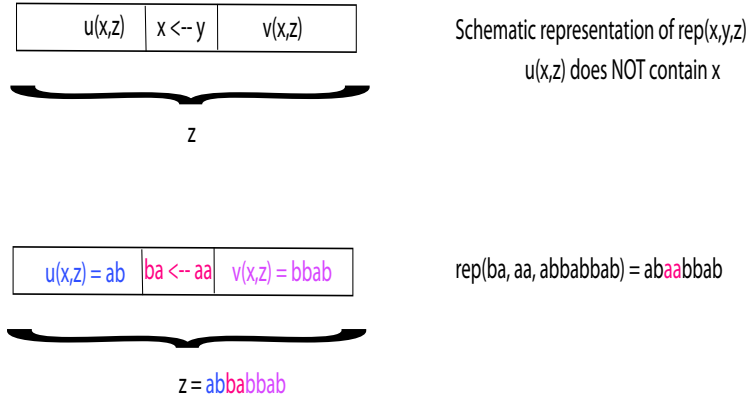 u(x,z) x <-- y v(x,z)
Schematic representation of rep(x,y,z)
u(x,z) does NOT contain x
z
u(x,z) = ab ba <-- aa v(x,z) = bbab
rep(ba, aa, abbabbab) = abaabbab
z = abbabbab